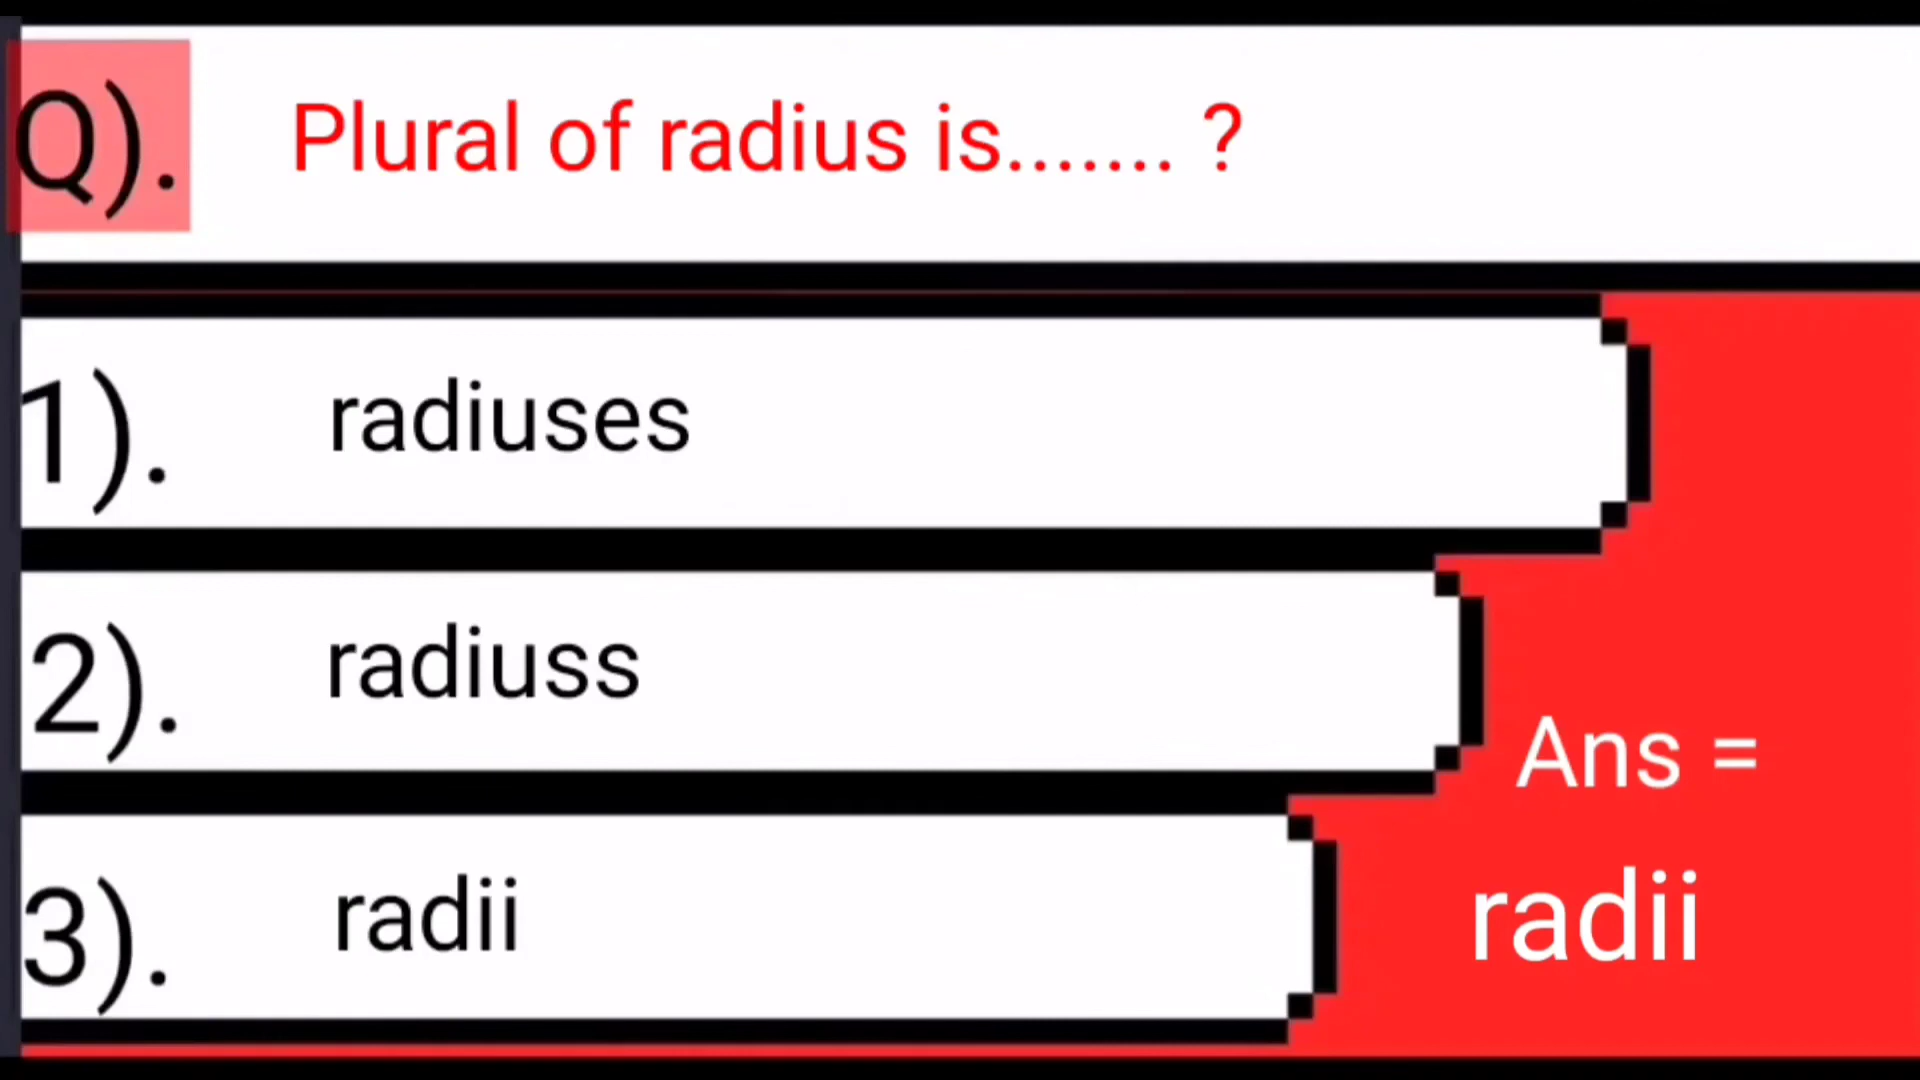 Q). Plural of radius is....... ?
1). radiuses
2). radiuss
3). radii
Ans =
radii